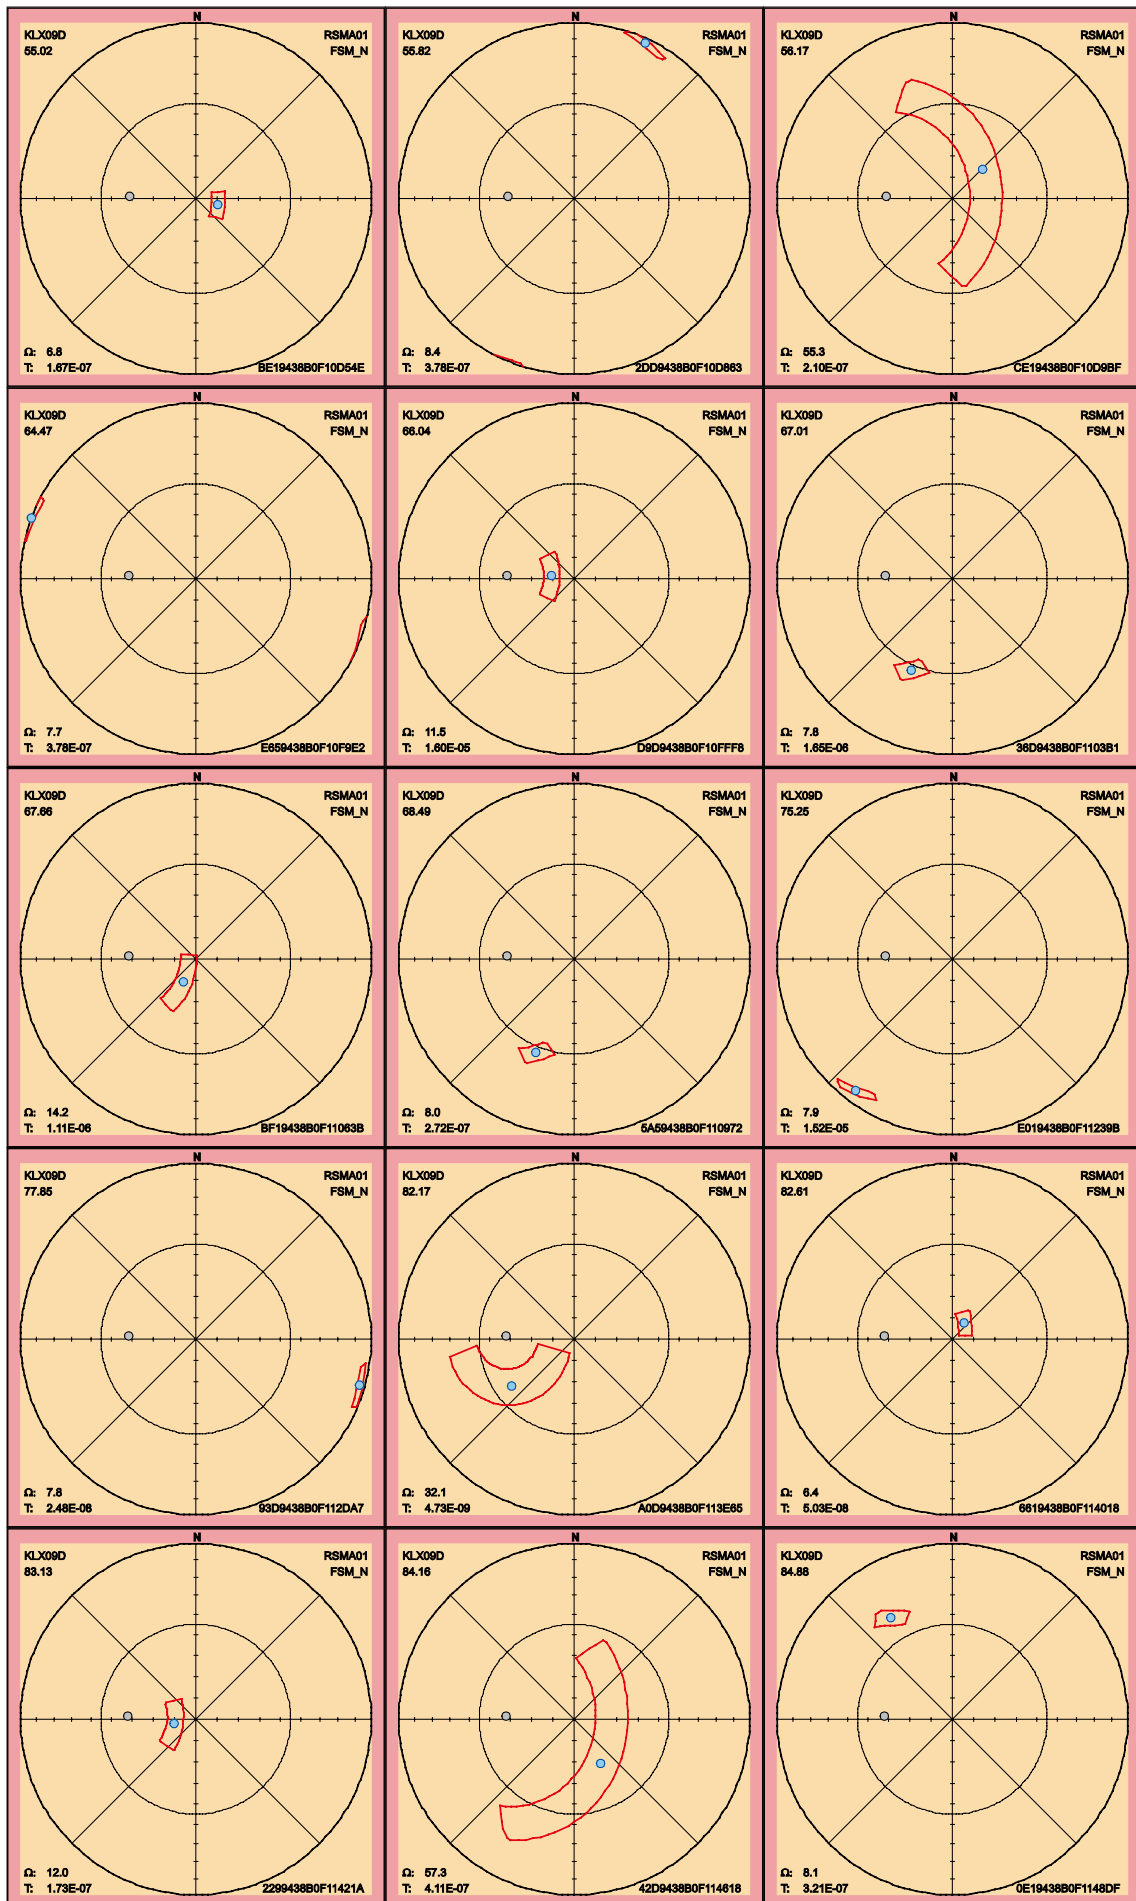 N
KLX09D RSMA01
55.02 FSM_N
Ω: 6.8
T: 1.67E-07 BE19438B0F10D54E
N
KLX09D RSMA01
55.82 FSM_N
Ω: 8.4
T: 3.78E-07 2DD9438B0F10D863
N
KLX09D RSMA01
56.17 FSM_N
Ω: 55.3
T: 2.10E-07 CE19438B0F10D9BF
KLX09D RSMA01
64.47 FSM_N
Ω: 7.7
T: 3.78E-07 E659438B0F10F9E2
N
KLX09D RSMA01
66.04 FSM_N
Ω: 11.5
T: 1.60E-05 D9D9438B0F10FFF8
N
KLX09D RSMA01
67.01 FSM_N
Ω: 7.8
T: 1.65E-06 36D9438B0F1103B1
N
KLX09D RSMA01
67.66 FSM_N
Ω: 14.2
T: 1.11E-06 BF19438B0F11063B
N
KLX09D RSMA01
68.49 FSM_N
Ω: 8.0
T: 2.72E-07 5A59438B0F110972
N
KLX09D RSMA01
75.25 FSM_N
Ω: 7.9
T: 1.52E-05 E019438B0F11239B
N
KLX09D RSMA01
77.85 FSM_N
Ω: 7.8
T: 2.48E-08 93D9438B0F112DA7
N
KLX09D RSMA01
82.17 FSM_N
Ω: 32.1
T: 4.73E-09 A0D9438B0F113E65
N
KLX09D RSMA01
82.61 FSM_N
Ω: 6.4
T: 5.03E-08 6619438B0F114018
N
KLX09D RSMA01
83.13 FSM_N
Ω: 12.0
T: 1.73E-07 2299438B0F11421A
N
KLX09D RSMA01
84.16 FSM_N
Ω: 57.3
T: 4.11E-07 42D9438B0F114618
N
KLX09D RSMA01
84.88 FSM_N
Ω: 8.1
T: 3.21E-07 0E19438B0F1148DF